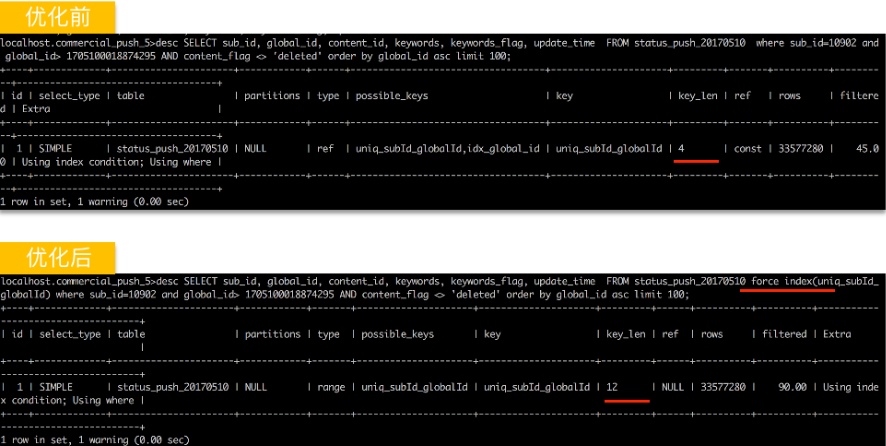 优化前
localhost.commercial_push_5>desc SELECT sub_id, global_id, content_id, keywords, keywords_flag, update_time  FROM status_push_20170510  where sub_id=10902 and
 global_id> 1705100018874295 AND content_flag <> 'deleted' order by global_id asc limit 100;
| id | select_type | table | partitions | type | possible_keys | key | key_len | ref | rows | filtere
d | Extra |
| 1 | SIMPLE | status_push_20170510 | NULL | ref | uniq_subId_globalId,idx_global_id | uniq_subId_globalId | 4 | const | 33577280 | 45.0
0 | Using index condition; Using where |
1 row in set, 1 warning (0.00 sec)
优化后
localhost.commercial_push_5>desc SELECT sub_id, global_id, content_id, keywords, keywords_flag, update_time  FROM status_push_20170510 force index(uniq_subId_
globalId) where sub_id=10902 and global_id> 1705100018874295 AND content_flag <> 'deleted' order by global_id asc limit 100;
| id | select_type | table | partitions | type | possible_keys | key | key_len | ref | rows | filtered | Extra
|
| 1 | SIMPLE | status_push_20170510 | NULL | range | uniq_subId_globalId | uniq_subId_globalId | 12 | NULL | 33577280 | 90.00 | Using inde
x condition; Using where |
1 row in set, 1 warning (0.00 sec)